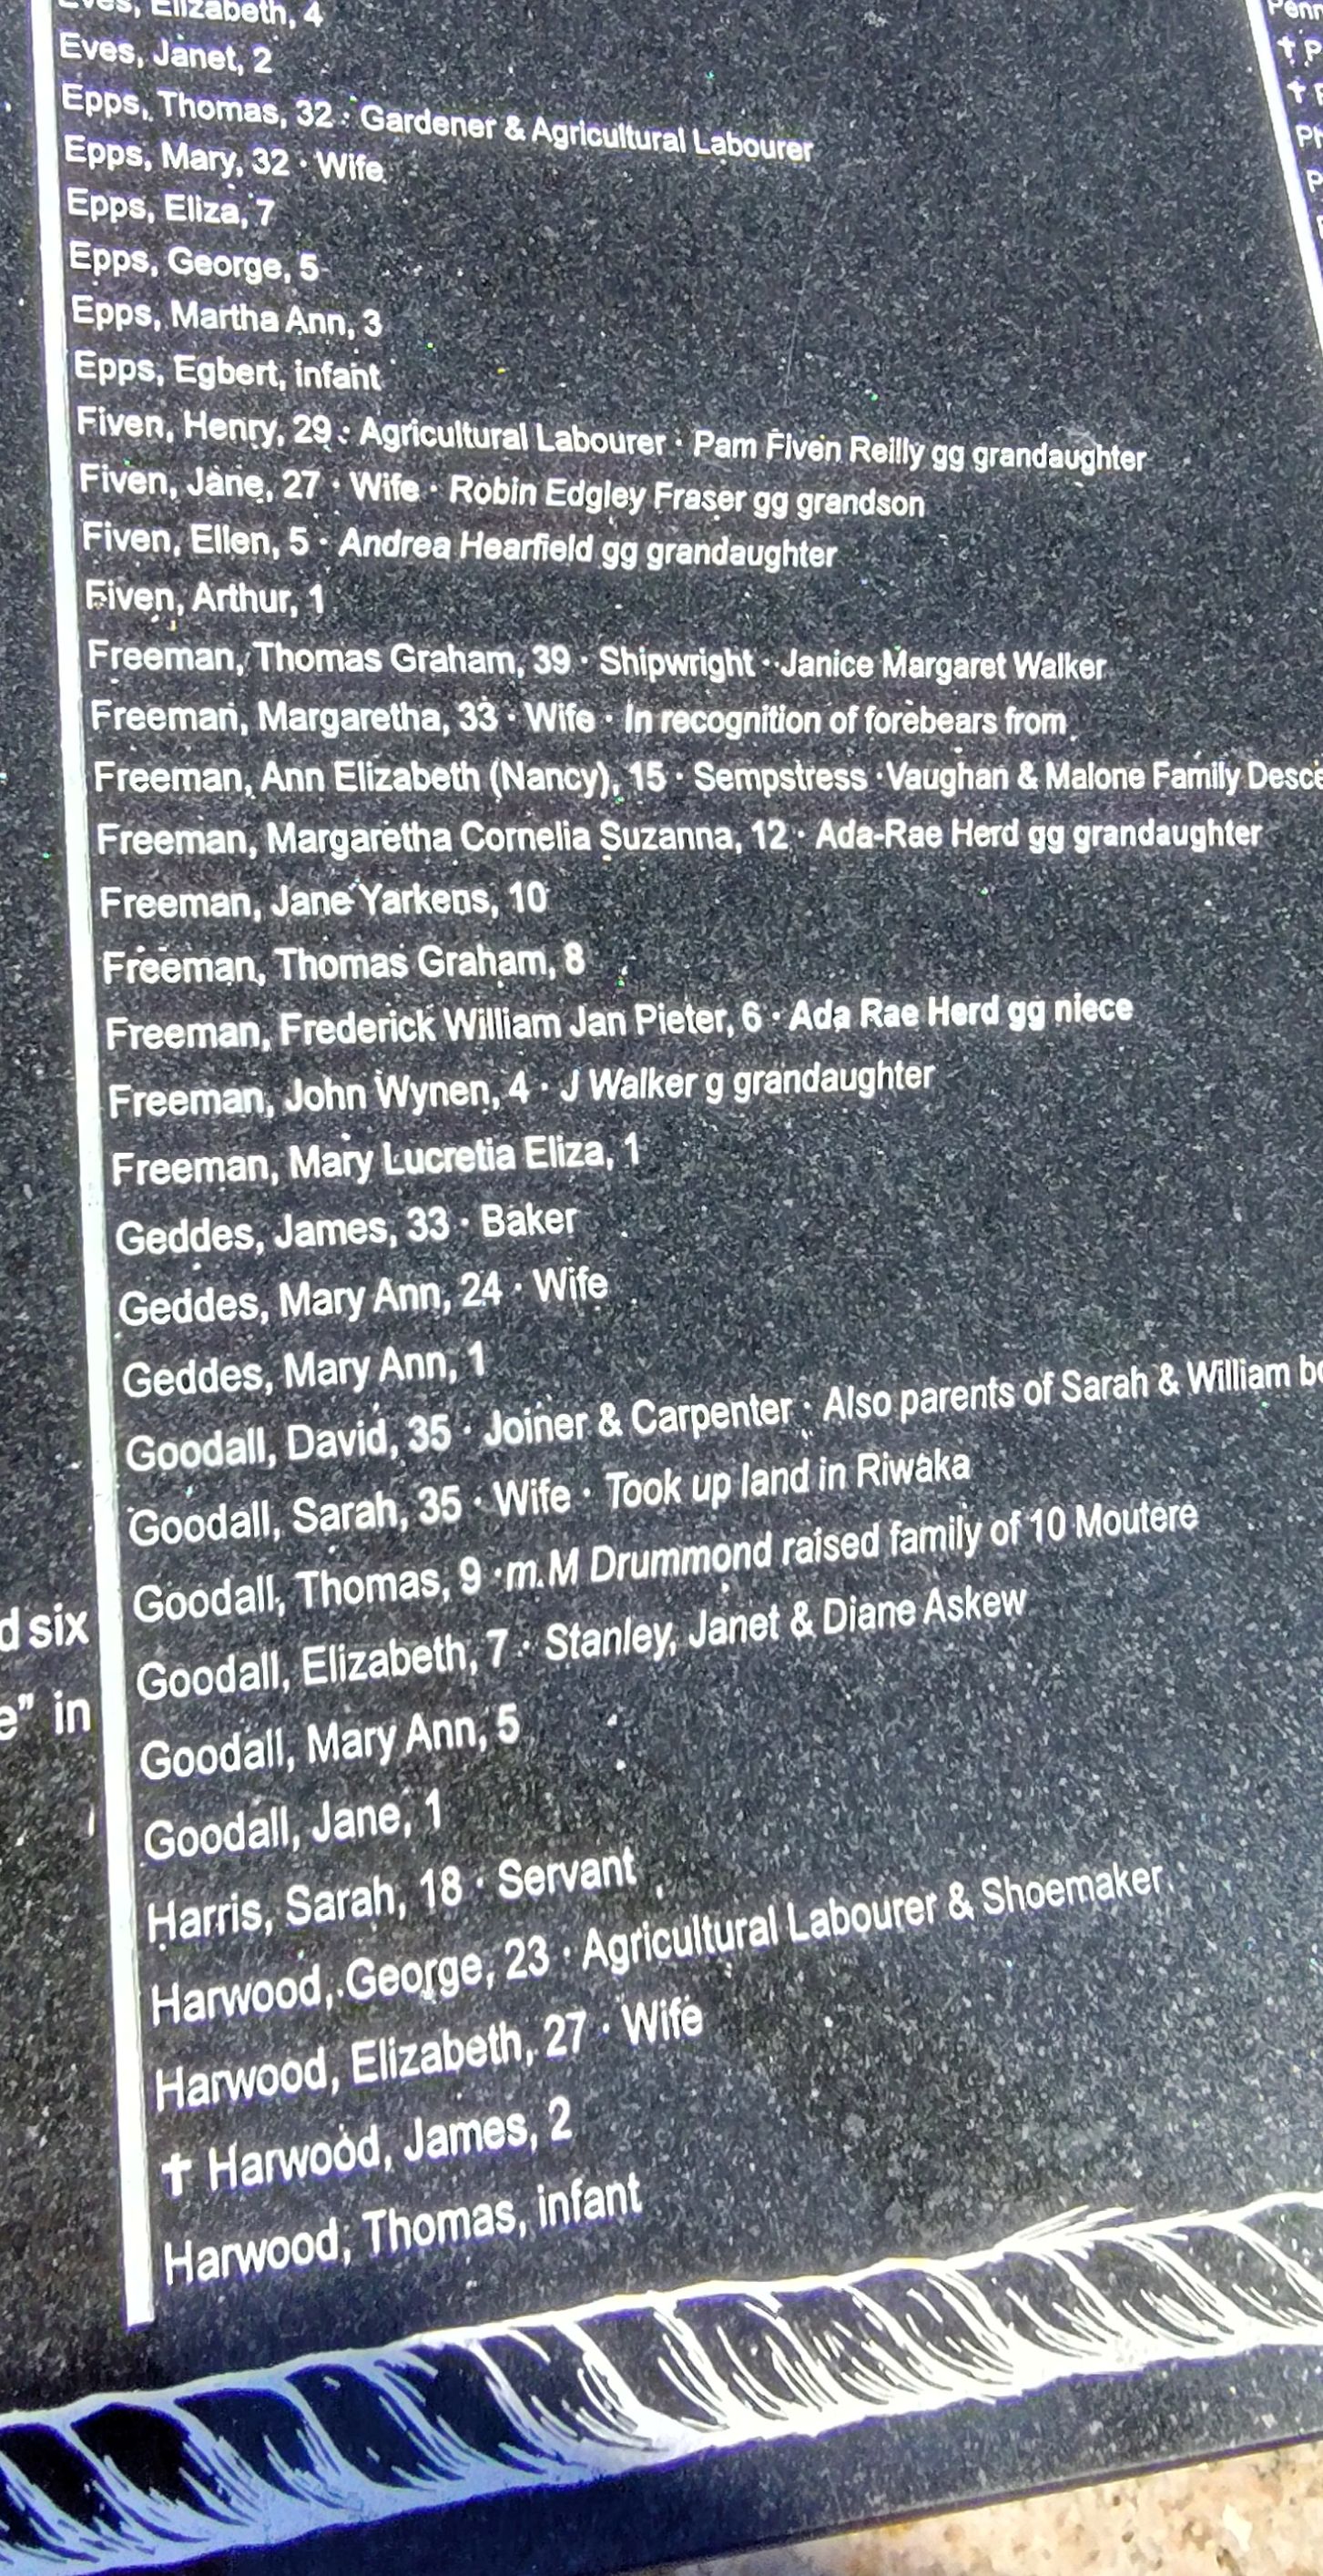 Eves, Elizabeth, 4
Eves, Janet, 2
Epps, Thomas, 32 · Gardener & Agricultural Labourer
Epps, Mary, 32 · Wife
Epps, Eliza, 7
Epps, George, 5
Epps, Martha Ann, 3
Epps, Egbert, infant
Fiven, Henry, 29 · Agricultural Labourer · Pam Fiven Reilly gg grandaughter
Fiven, Jane, 27 · Wife · Robin Edgley Fraser gg grandson
Fiven, Ellen, 5 · Andrea Hearfield gg grandaughter
Fiven, Arthur, 1
Freeman, Thomas Graham, 39 · Shipwright · Janice Margaret Walker
Freeman, Margaretha, 33 · Wife · In recognition of forebears from
Freeman, Ann Elizabeth (Nancy), 15 · Sempstress · Vaughan & Malone Family
Freeman, Margaretha Cornelia Suzanna, 12 · Ada-Rae Herd gg grandaughter
Freeman, Jane Yarkens, 10
Freeman, Thomas Graham, 8
Freeman, Frederick William Jan Pieter, 6 · Ada Rae Herd gg niece
Freeman, John Wynen, 4 · J Walker g grandaughter
Freeman, Mary Lucretia Eliza, 1
Geddes, James, 33 · Baker
Geddes, Mary Ann, 24 · Wife
Geddes, Mary Ann, 1
Goodall, David, 35 · Joiner & Carpenter · Also parents of Sarah & William
Goodall, Sarah, 35 · Wife · Took up land in Riwaka
Goodall, Thomas, 9 · m.M Drummond raised family of 10 Moutere
Goodall, Elizabeth, 7 · Stanley, Janet & Diane Askew
Goodall, Mary Ann, 5
Goodall, Jane, 1
Harris, Sarah, 18 · Servant
Harwood, George, 23 · Agricultural Labourer & Shoemaker
Harwood, Elizabeth, 27 · Wife
† Harwood, James, 2
Harwood, Thomas, infant
six
in